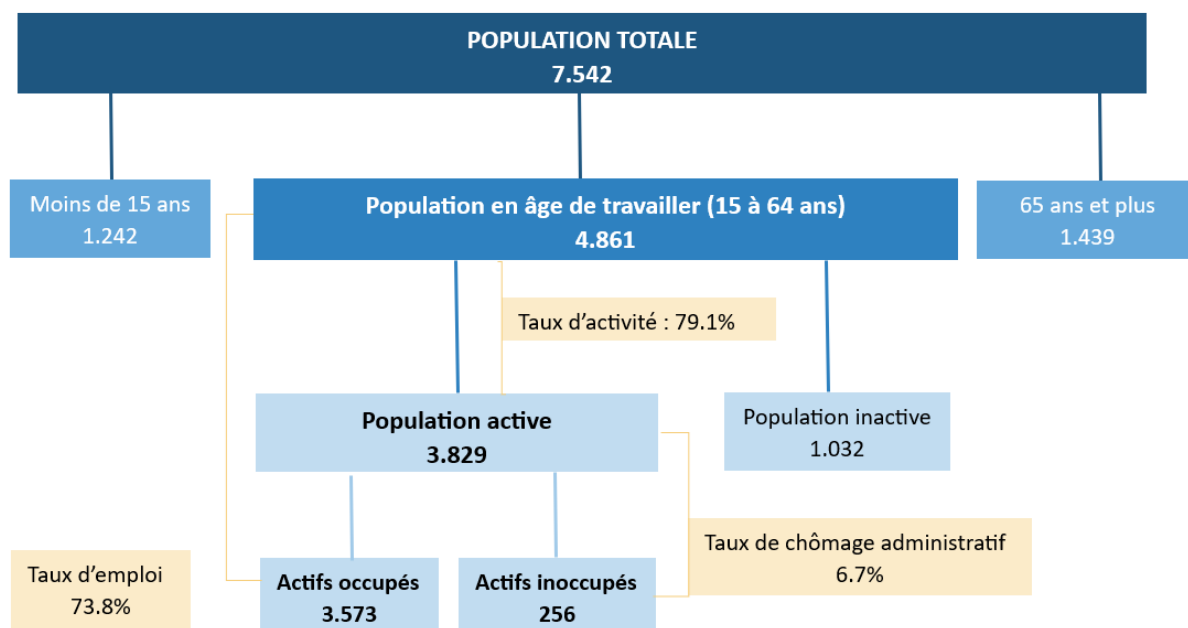 POPULATION TOTALE
7.542
Moins de 15 ans
1.242
Population en âge de travailler (15 à 64 ans)
4.861
65 ans et plus
1.439
Taux d’activité : 79.1%
Population active
3.829
Population inactive
1.032
Taux d’emploi
73.8%
Actifs occupés
3.573
Actifs inoccupés
256
Taux de chômage administratif
6.7%